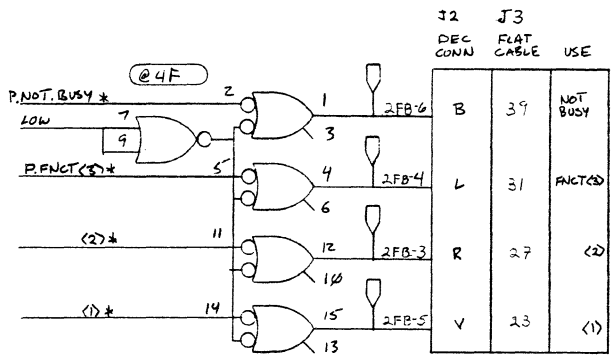 J2 J3
DEC CONN FLAT CABLE USE
@4F
P.NOT.BUSY * 2 1 2FB-6 B 39 NOT BUSY
LOW 7 9 3
P.FNCT<3>* 5 4 2FB-4 L 31 FNCT<3>
6
<2>* 11 12 2FB-3 R 27 <2>
10
<1>* 14 15 2FB-5 V 23 <1>
13